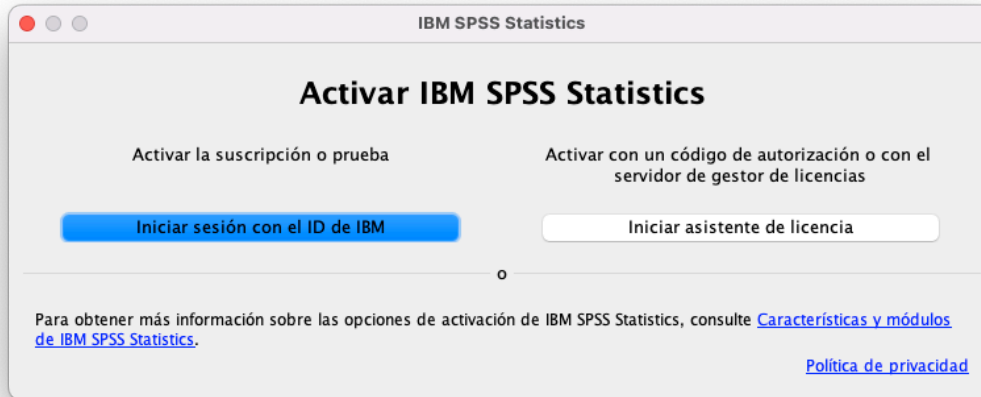 IBM SPSS Statistics
Activar IBM SPSS Statistics
Activar la suscripción o prueba
Iniciar sesión con el ID de IBM
Activar con un código de autorización o con el
servidor de gestor de licencias
Iniciar asistente de licencia
o
Para obtener más información sobre las opciones de activación de IBM SPSS Statistics, consulte Características y módulos
de IBM SPSS Statistics.
Política de privacidad